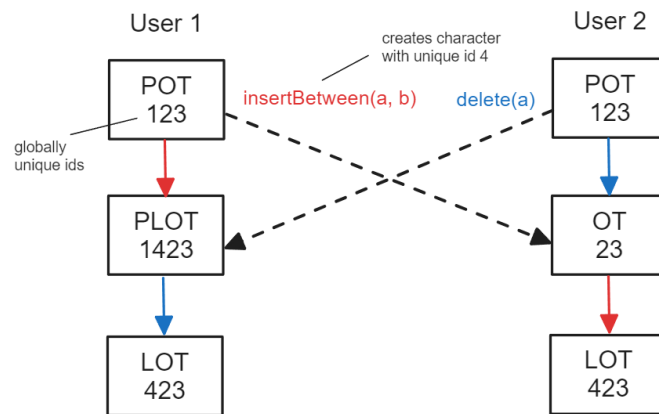 User 1
User 2
creates character
with unique id 4
POT
123
insertBetween(a, b)
delete(a)
POT
123
globally
unique ids
PLOT
1423
OT
23
LOT
423
LOT
423